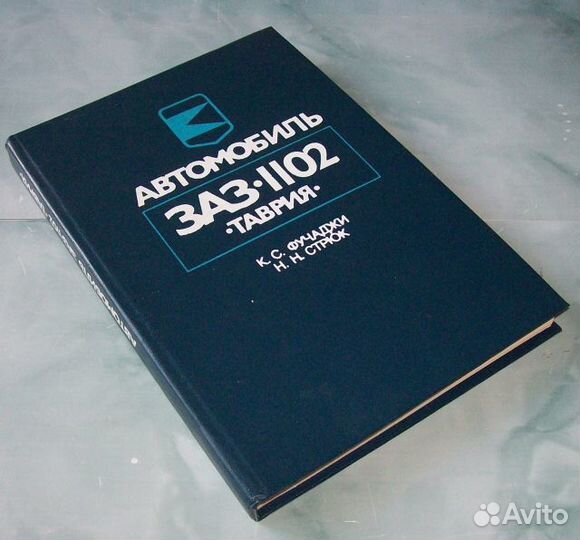 АВТОМОБИЛЬ
ЗАЗ·1102
·ТАВРИЯ·
К. С. ФУЧАДЖИ
Н. Н. СТРЮК
Avito